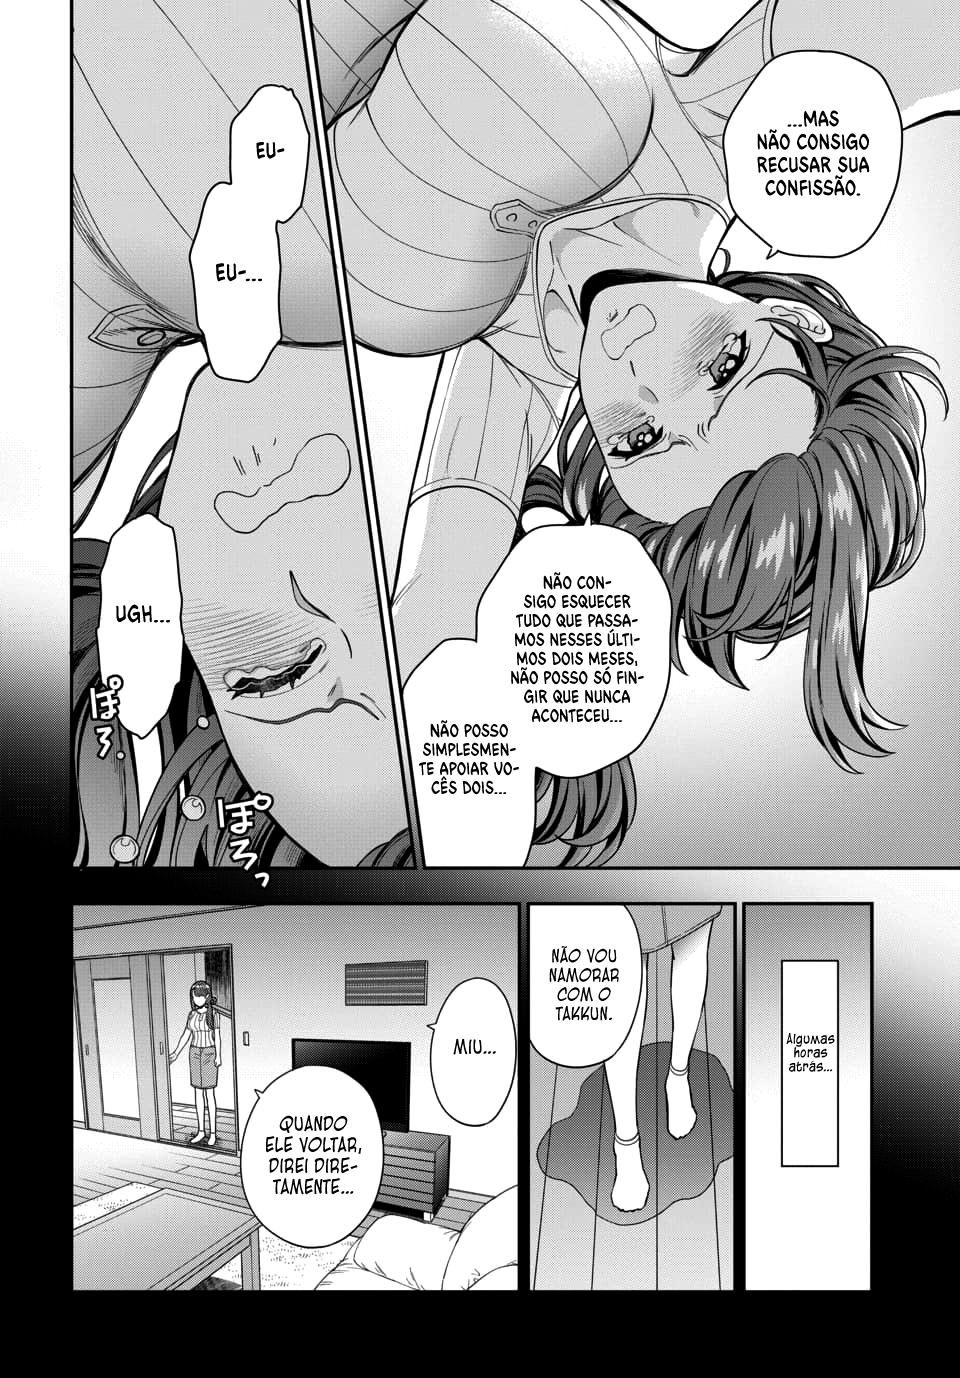 ...MAS
NÃO CONSIGO
RECUSAR SUA
CONFISSÃO.
NÃO CON-
SIGO ESQUECER
TUDO QUE PASSA-
MOS NESSES ÚLTI-
MOS DOIS MESES,
NÃO POSSO SÓ FIN-
GIR QUE NUNCA
ACONTECEU...
NÃO POSSO
SIMPLESMEN-
TE APOIAR VO-
CÊS DOIS...
EU-
EU-...
UGH...
ぽろ
ぽろっ
Algumas
horas
atrás...
NÃO VOU
NAMORAR
COM O
TAKKUN.
MIU...
QUANDO
ELE VOLTAR,
DIREI DIRE-
TAMENTE...